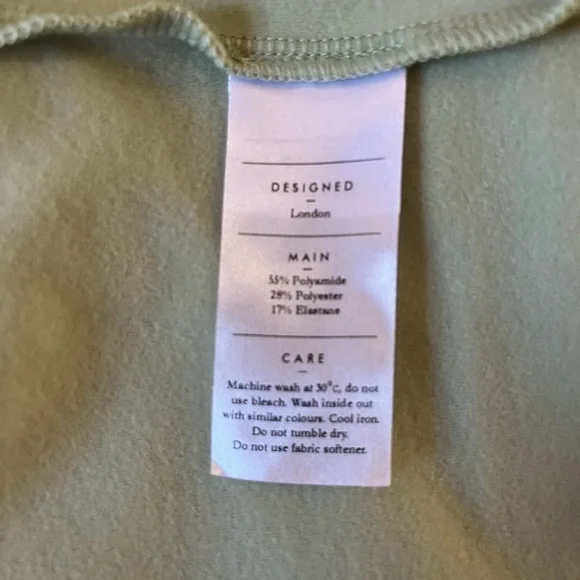 DESIGNED
London
MAIN
55% Polyamide
28% Polyester
17% Elastane
CARE
Machine wash at 30°c, do not
use bleach. Wash inside out
with similar colours. Cool iron.
Do not tumble dry.
Do not use fabric softener.